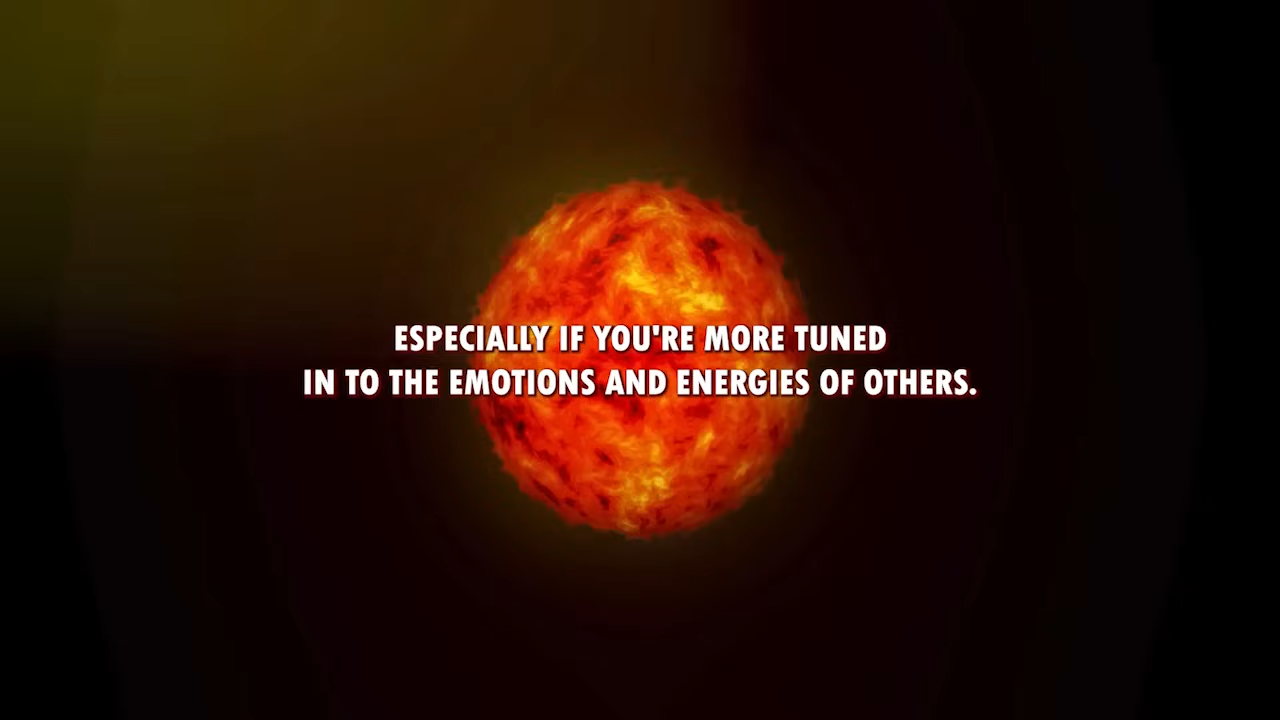 ESPECIALLY IF YOU'RE MORE TUNED
IN TO THE EMOTIONS AND ENERGIES OF OTHERS.